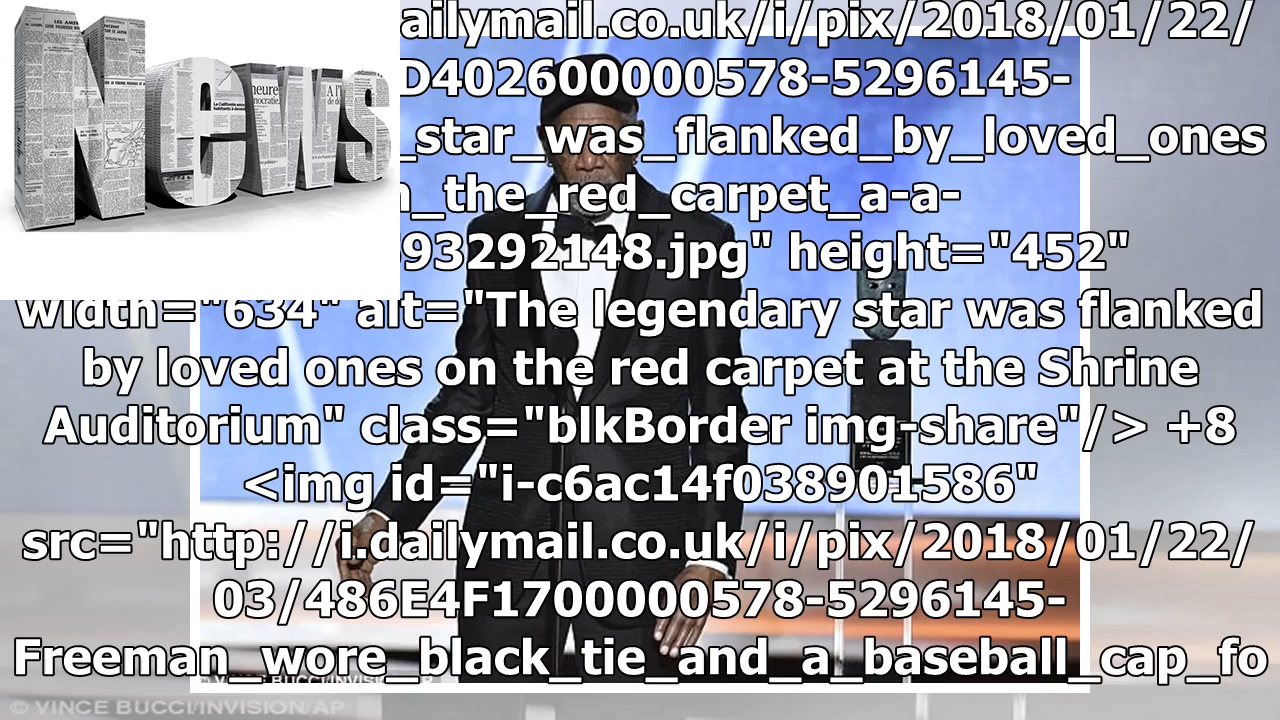 News
ailymail.co.uk/i/pix/2018/01/22/
D402600000578-5296145-
_star_was_flanked_by_loved_ones
_the_red_carpet_a-a-
93292148.jpg" height="452"
width="634" alt="The legendary star was flanked
by loved ones on the red carpet at the Shrine
Auditorium" class="blkBorder img-share"/> +8
<img id="i-c6ac14f038901586"
src="http://i.dailymail.co.uk/i/pix/2018/01/22/
03/486E4F1700000578-5296145-
Freeman_wore_black_tie_and_a_baseball_cap_fo
© VINCE BUCCI/INVISION/AP